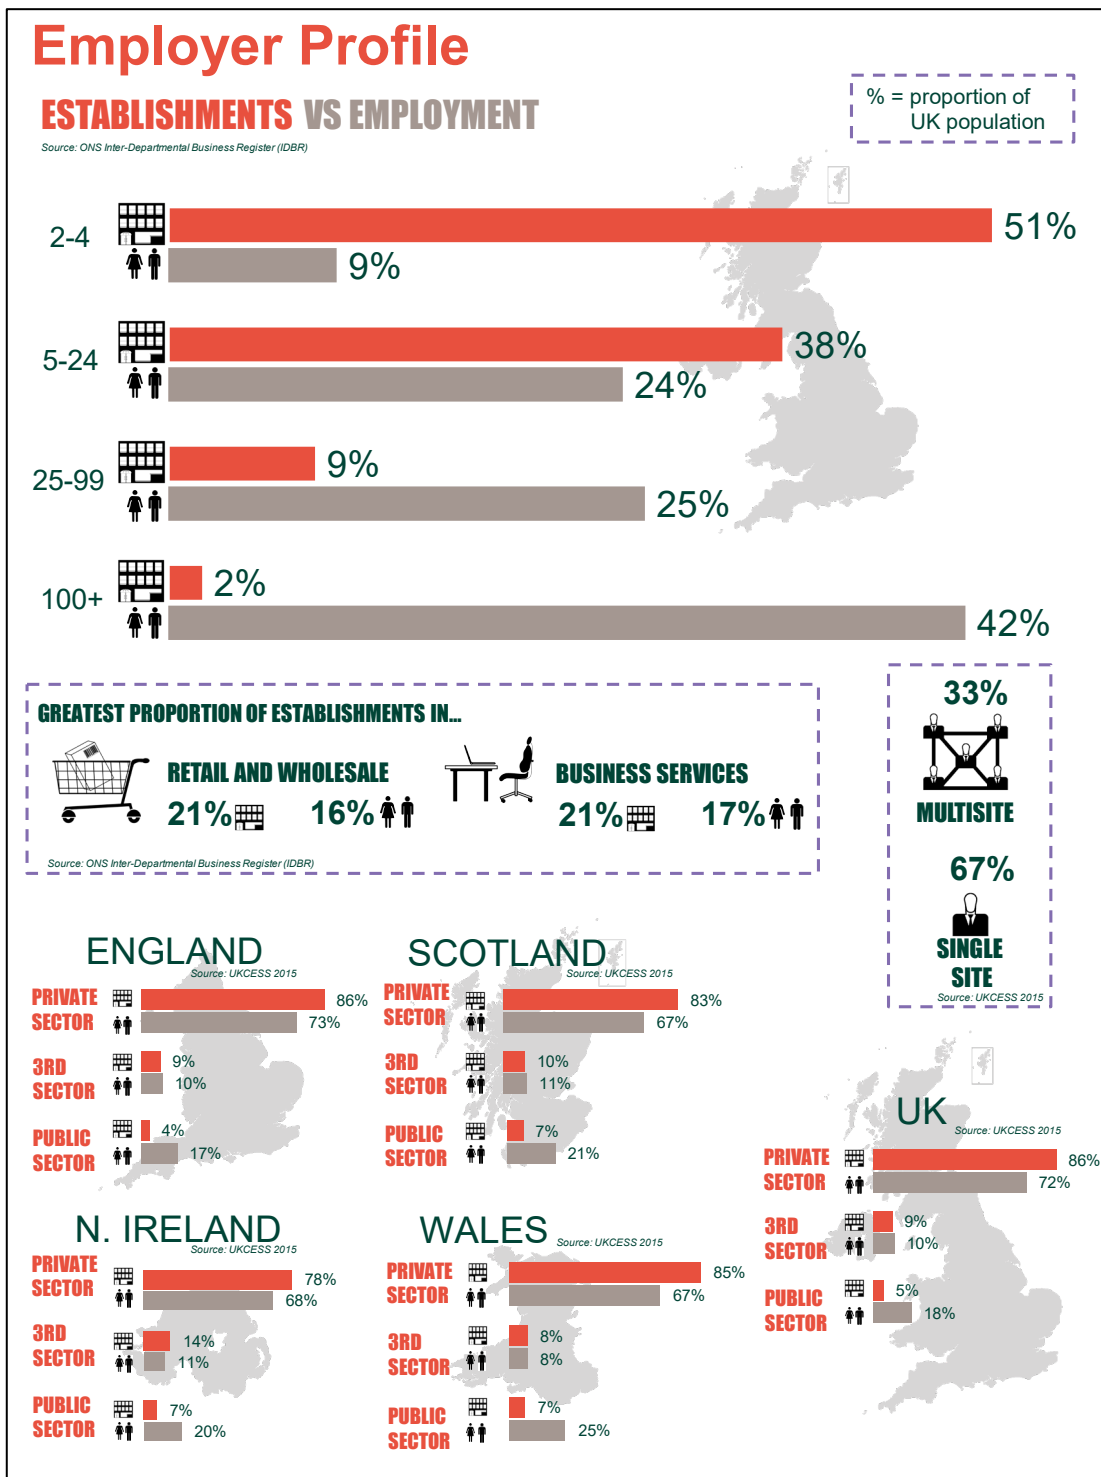 Employer Profile
ESTABLISHMENTS VS EMPLOYMENT
Source: ONS Inter-Departmental Business Register (IDBR)
% = proportion of
UK population
2-4
51%
9%
5-24
38%
24%
25-99
9%
25%
100+
2%
42%
GREATEST PROPORTION OF ESTABLISHMENTS IN...
RETAIL AND WHOLESALE
21% 16%
BUSINESS SERVICES
21% 17%
Source: ONS Inter-Departmental Business Register (IDBR)
33%
MULTISITE
67%
SINGLE
SITE
Source: UKCESS 2015
ENGLAND
Source: UKCESS 2015
PRIVATE
SECTOR
86%
73%
3RD
SECTOR
9%
10%
PUBLIC
SECTOR
4%
17%
SCOTLAND
Source: UKCESS 2015
PRIVATE
SECTOR
83%
67%
3RD
SECTOR
10%
11%
PUBLIC
SECTOR
7%
21%
UK
Source: UKCESS 2015
PRIVATE
SECTOR
86%
72%
3RD
SECTOR
9%
10%
PUBLIC
SECTOR
5%
18%
N. IRELAND
Source: UKCESS 2015
PRIVATE
SECTOR
78%
68%
3RD
SECTOR
14%
11%
PUBLIC
SECTOR
7%
20%
WALES
Source: UKCESS 2015
PRIVATE
SECTOR
85%
67%
3RD
SECTOR
8%
8%
PUBLIC
SECTOR
7%
25%